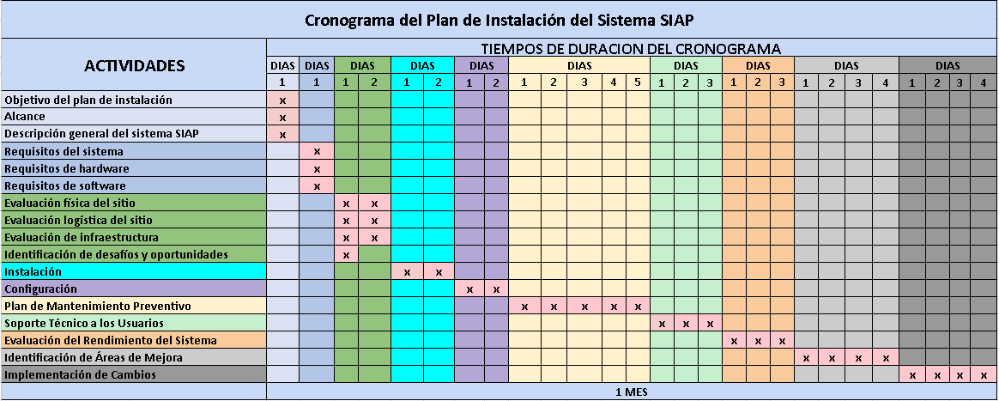 Cronograma del Plan de Instalación del Sistema SIAP
ACTIVIDADES
TIEMPOS DE DURACION DEL CRONOGRAMA
DIAS DIAS DIAS DIAS DIAS DIAS DIAS DIAS DIAS DIAS
1 1 1 2 1 2 1 2 1 2 3 4 5 1 2 3 1 2 3 1 2 3 4 1 2 3 4
Objetivo del plan de instalación x
Alcance x
Descripción general del sistema SIAP x
Requisitos del sistema x
Requisitos de hardware x
Requisitos de software x
Evaluación física del sitio x x
Evaluación logística del sitio x x
Evaluación de infraestructura x x
Identificación de desafíos y oportunidades x
Instalación x x
Configuración x x
Plan de Mantenimiento Preventivo x x x x x
Soporte Técnico a los Usuarios x x x
Evaluación del Rendimiento del Sistema x x x
Identificación de Áreas de Mejora x x x x
Implementación de Cambios x x x x
1 MES